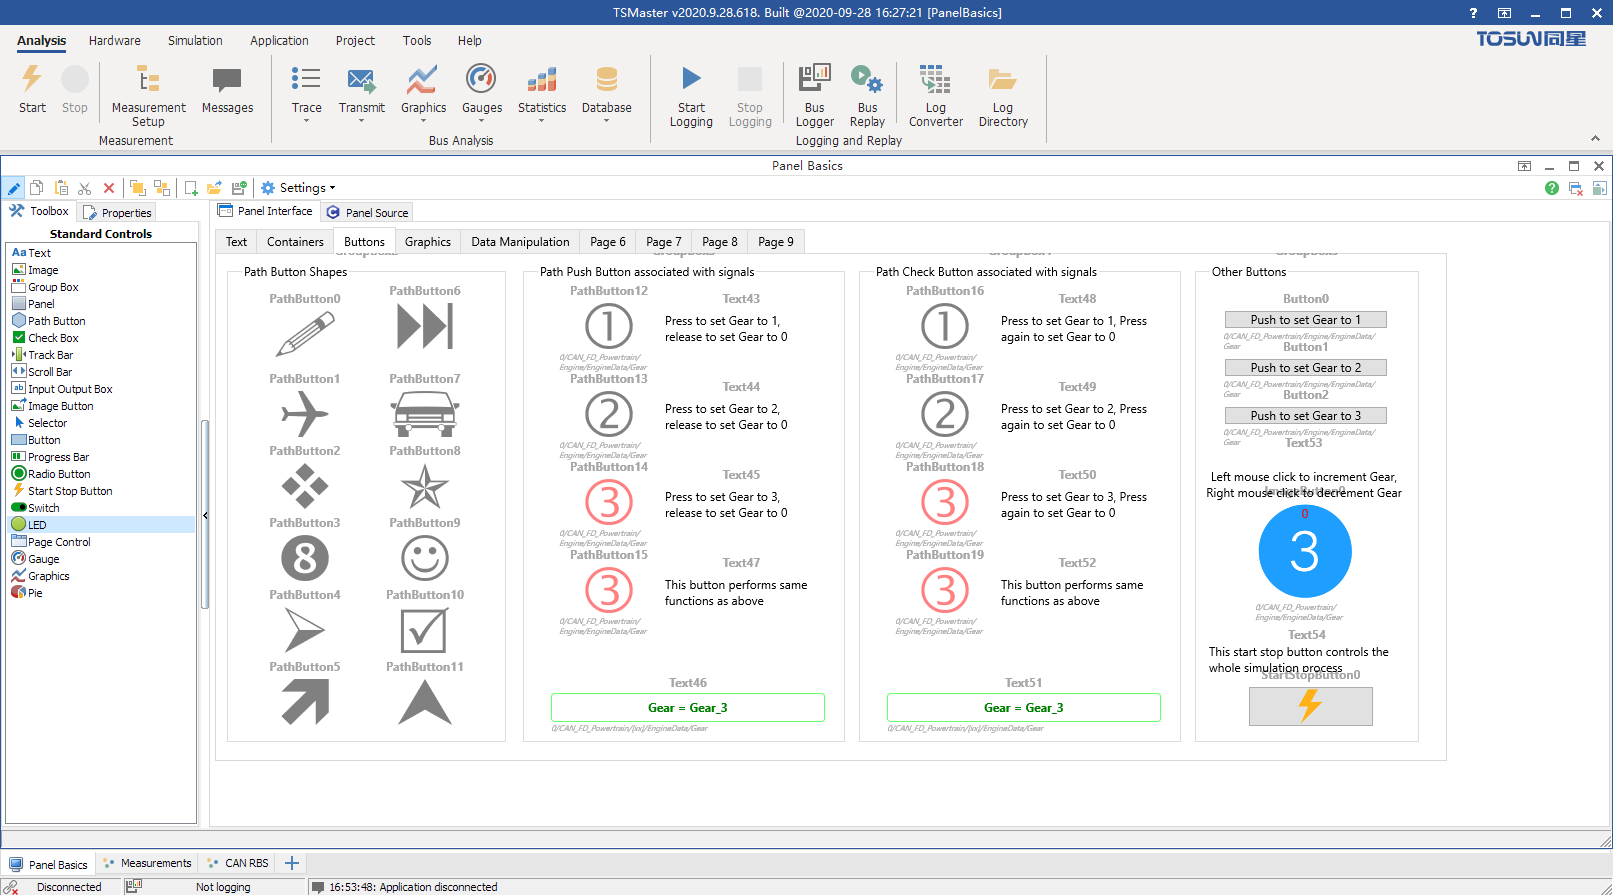 TSMaster v2020.9.28.618. Built @2020-09-28 16:27:21 [PanelBasics]
Analysis Hardware Simulation Application Project Tools Help
TOSUN同星
Start Stop Measurement Setup Messages
Measurement
Trace Transmit Graphics Gauges Statistics Database
Bus Analysis
Start Logging Stop Logging Bus Logger Bus Replay Log Converter Log Directory
Logging and Replay
Panel Basics
Settings
Toolbox Properties
Panel Interface Panel Source
Standard Controls
Aa Text
Image
Group Box
Panel
Path Button
Check Box
Track Bar
Scroll Bar
Input Output Box
Image Button
Selector
Button
Progress Bar
Radio Button
Start Stop Button
Switch
LED
Page Control
Gauge
Graphics
Pie
Text Containers Buttons Graphics Data Manipulation Page 6 Page 7 Page 8 Page 9
Path Button Shapes
PathButton0 PathButton6
PathButton1 PathButton7
PathButton2 PathButton8
PathButton3 PathButton9
8
PathButton4 PathButton10
PathButton5 PathButton11
Path Push Button associated with signals
PathButton12 Text43
1
Press to set Gear to 1,
release to set Gear to 0
0/CAN_FD_Powertrain/
Engine/EngineData/Gear
PathButton13 Text44
2
Press to set Gear to 2,
release to set Gear to 0
0/CAN_FD_Powertrain/
Engine/EngineData/Gear
PathButton14 Text45
3
Press to set Gear to 3,
release to set Gear to 0
0/CAN_FD_Powertrain/
Engine/EngineData/Gear
PathButton15 Text47
3
This button performs same
functions as above
0/CAN_FD_Powertrain/
Engine/EngineData/Gear
Text46
Gear = Gear_3
Path Check Button associated with signals
PathButton16 Text48
1
Press to set Gear to 1, Press
again to set Gear to 0
0/CAN_FD_Powertrain/
Engine/EngineData/Gear
PathButton17 Text49
2
Press to set Gear to 2, Press
again to set Gear to 0
0/CAN_FD_Powertrain/
Engine/EngineData/Gear
PathButton18 Text50
3
Press to set Gear to 3, Press
again to set Gear to 0
0/CAN_FD_Powertrain/
Engine/EngineData/Gear
PathButton19 Text52
3
This button performs same
functions as above
0/CAN_FD_Powertrain/
Engine/EngineData/Gear
Text51
Gear = Gear_3
Other Buttons
Button0
Push to set Gear to 1
0/CAN_FD_Powertrain/Engine/EngineData/
Gear
Button1
Push to set Gear to 2
0/CAN_FD_Powertrain/Engine/EngineData/
Gear
Button2
Push to set Gear to 3
0/CAN_FD_Powertrain/Engine/EngineData/
Gear
Text53
Left mouse click to increment Gear,
Right mouse click to decrement Gear
ImageButton0
0
3
0/CAN_FD_Powertrain/
Engine/EngineData/Gear
Text54
This start stop button controls the
whole simulation process
StartStopButton0
Panel Basics Measurements CAN RBS
Disconnected Not logging 16:53:48: Application disconnected